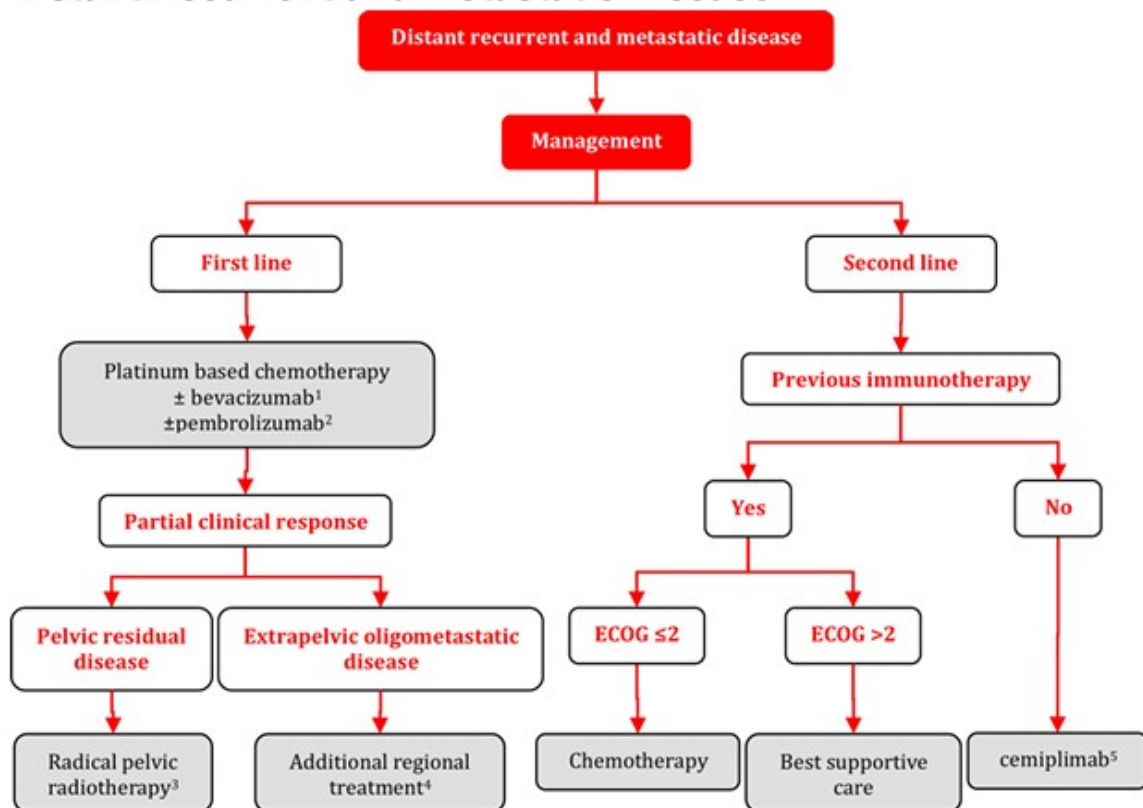 Distant recurrent and metastatic disease
Management
First line
Second line
Platinum based chemotherapy
± bevacizumab¹
±pembrolizumab²
Previous immunotherapy
Partial clinical response
Yes
No
Pelvic residual
disease
Extrapelvic oligometastatic
disease
ECOG ≤2
ECOG >2
Radical pelvic
radiotherapy³
Additional regional
treatment⁴
Chemotherapy
Best supportive
care
cemiplimab⁵